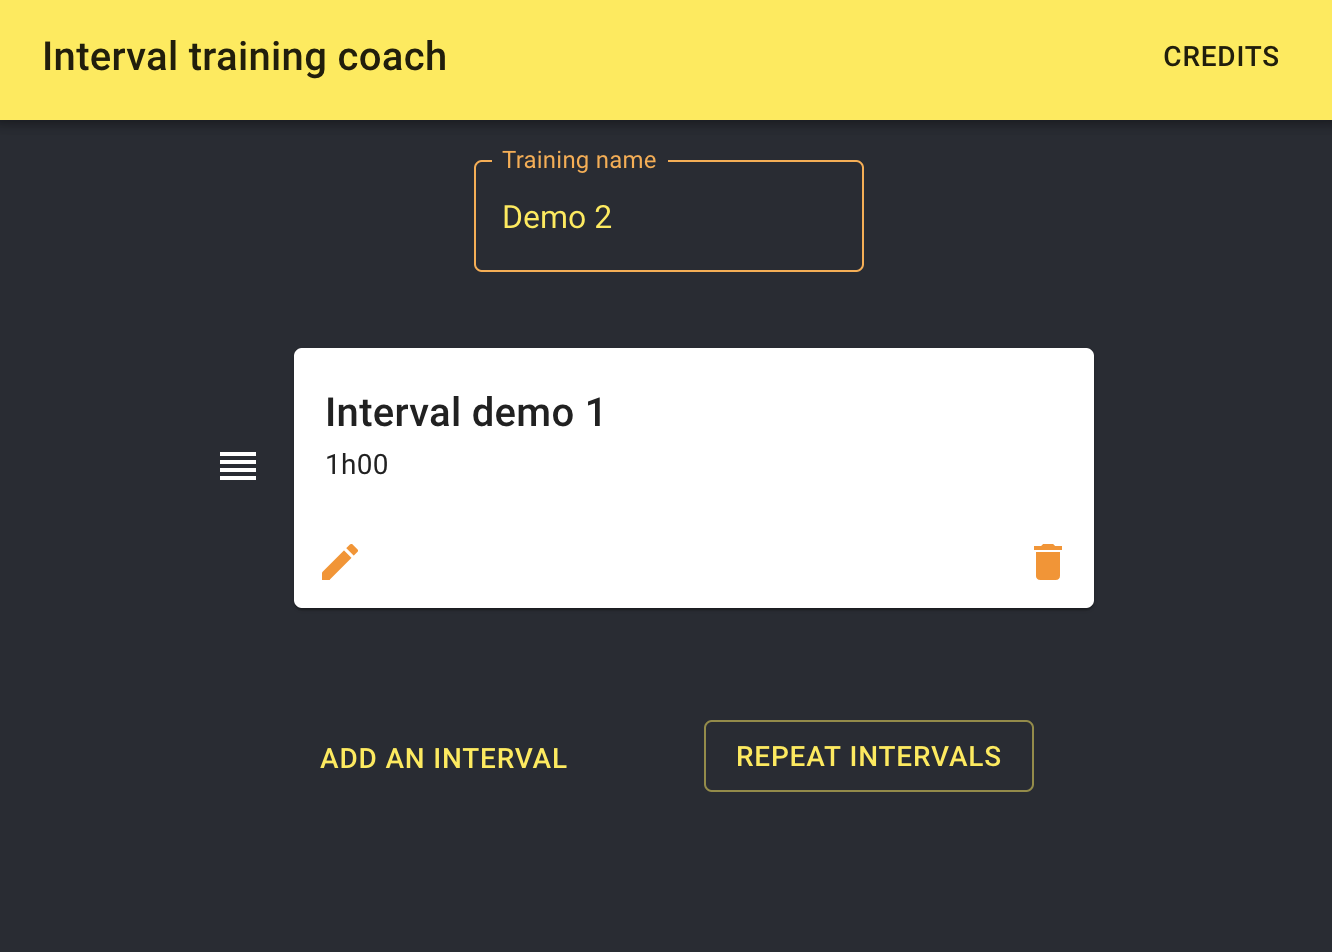 Interval training coach
CREDITS
Training name
Demo 2
Interval demo 1
1h00
ADD AN INTERVAL
REPEAT INTERVALS